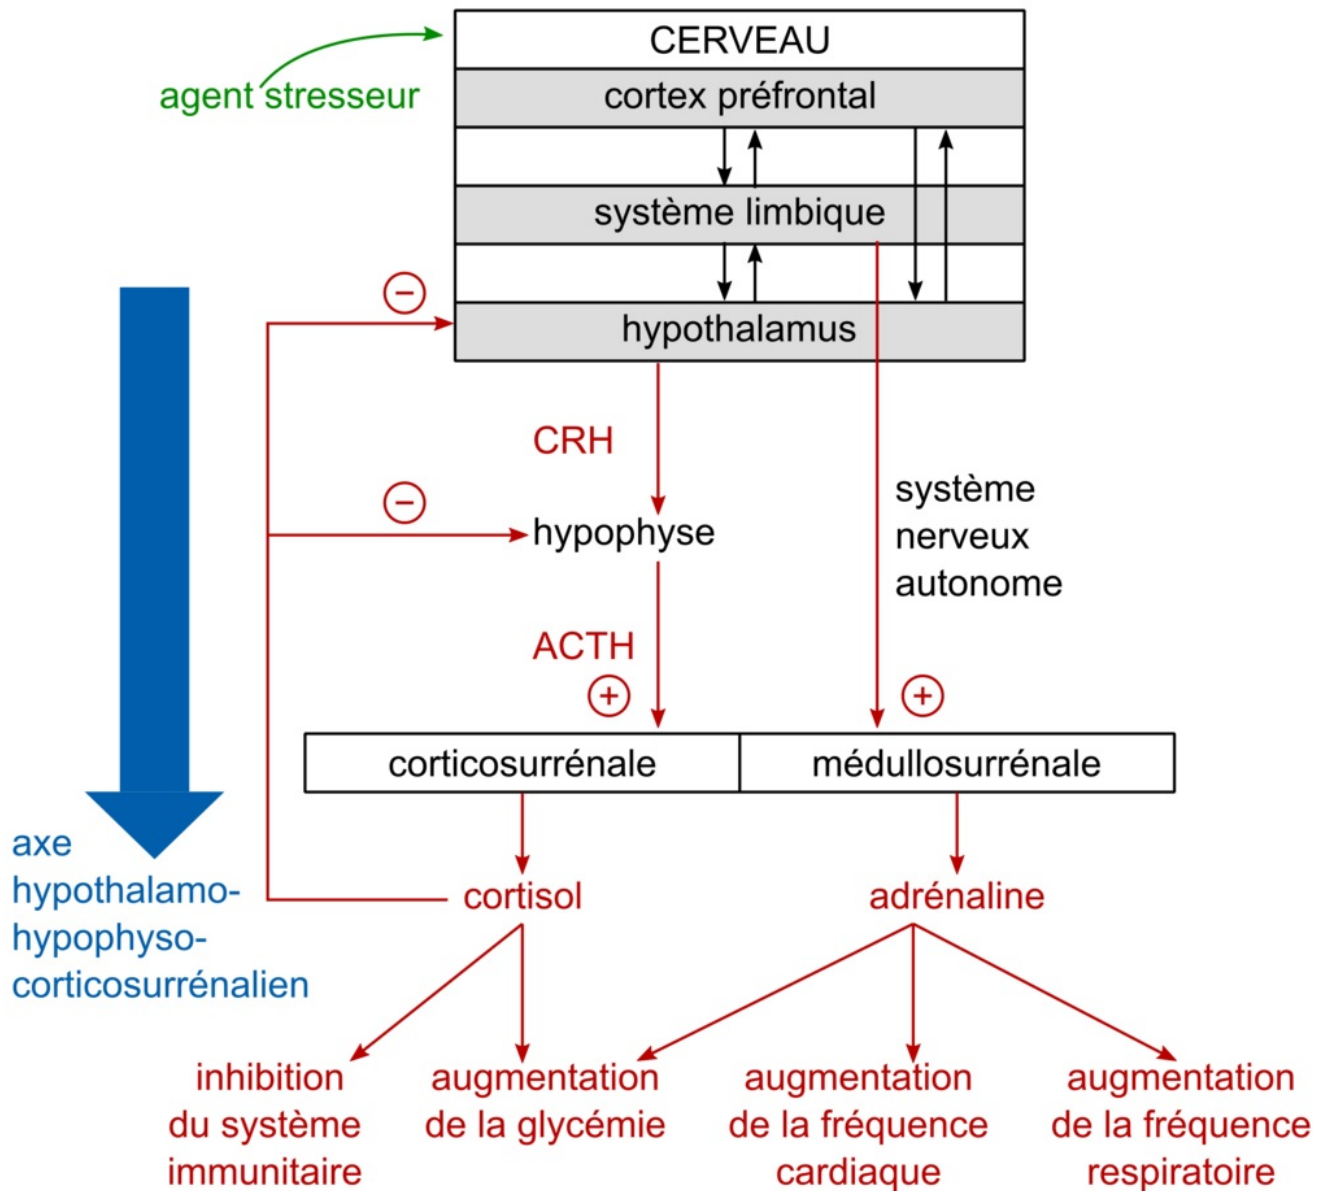 CERVEAU
agent stresseur
cortex préfrontal
système limbique
−
hypothalamus
CRH
−
hypophyse
système
nerveux
autonome
ACTH
+
+
corticosurrénale
médullosurrénale
axe
hypothalamo-
hypophyso-
corticosurrénalien
cortisol
adrénaline
inhibition
du système
immunitaire
augmentation
de la glycémie
augmentation
de la fréquence
cardiaque
augmentation
de la fréquence
respiratoire